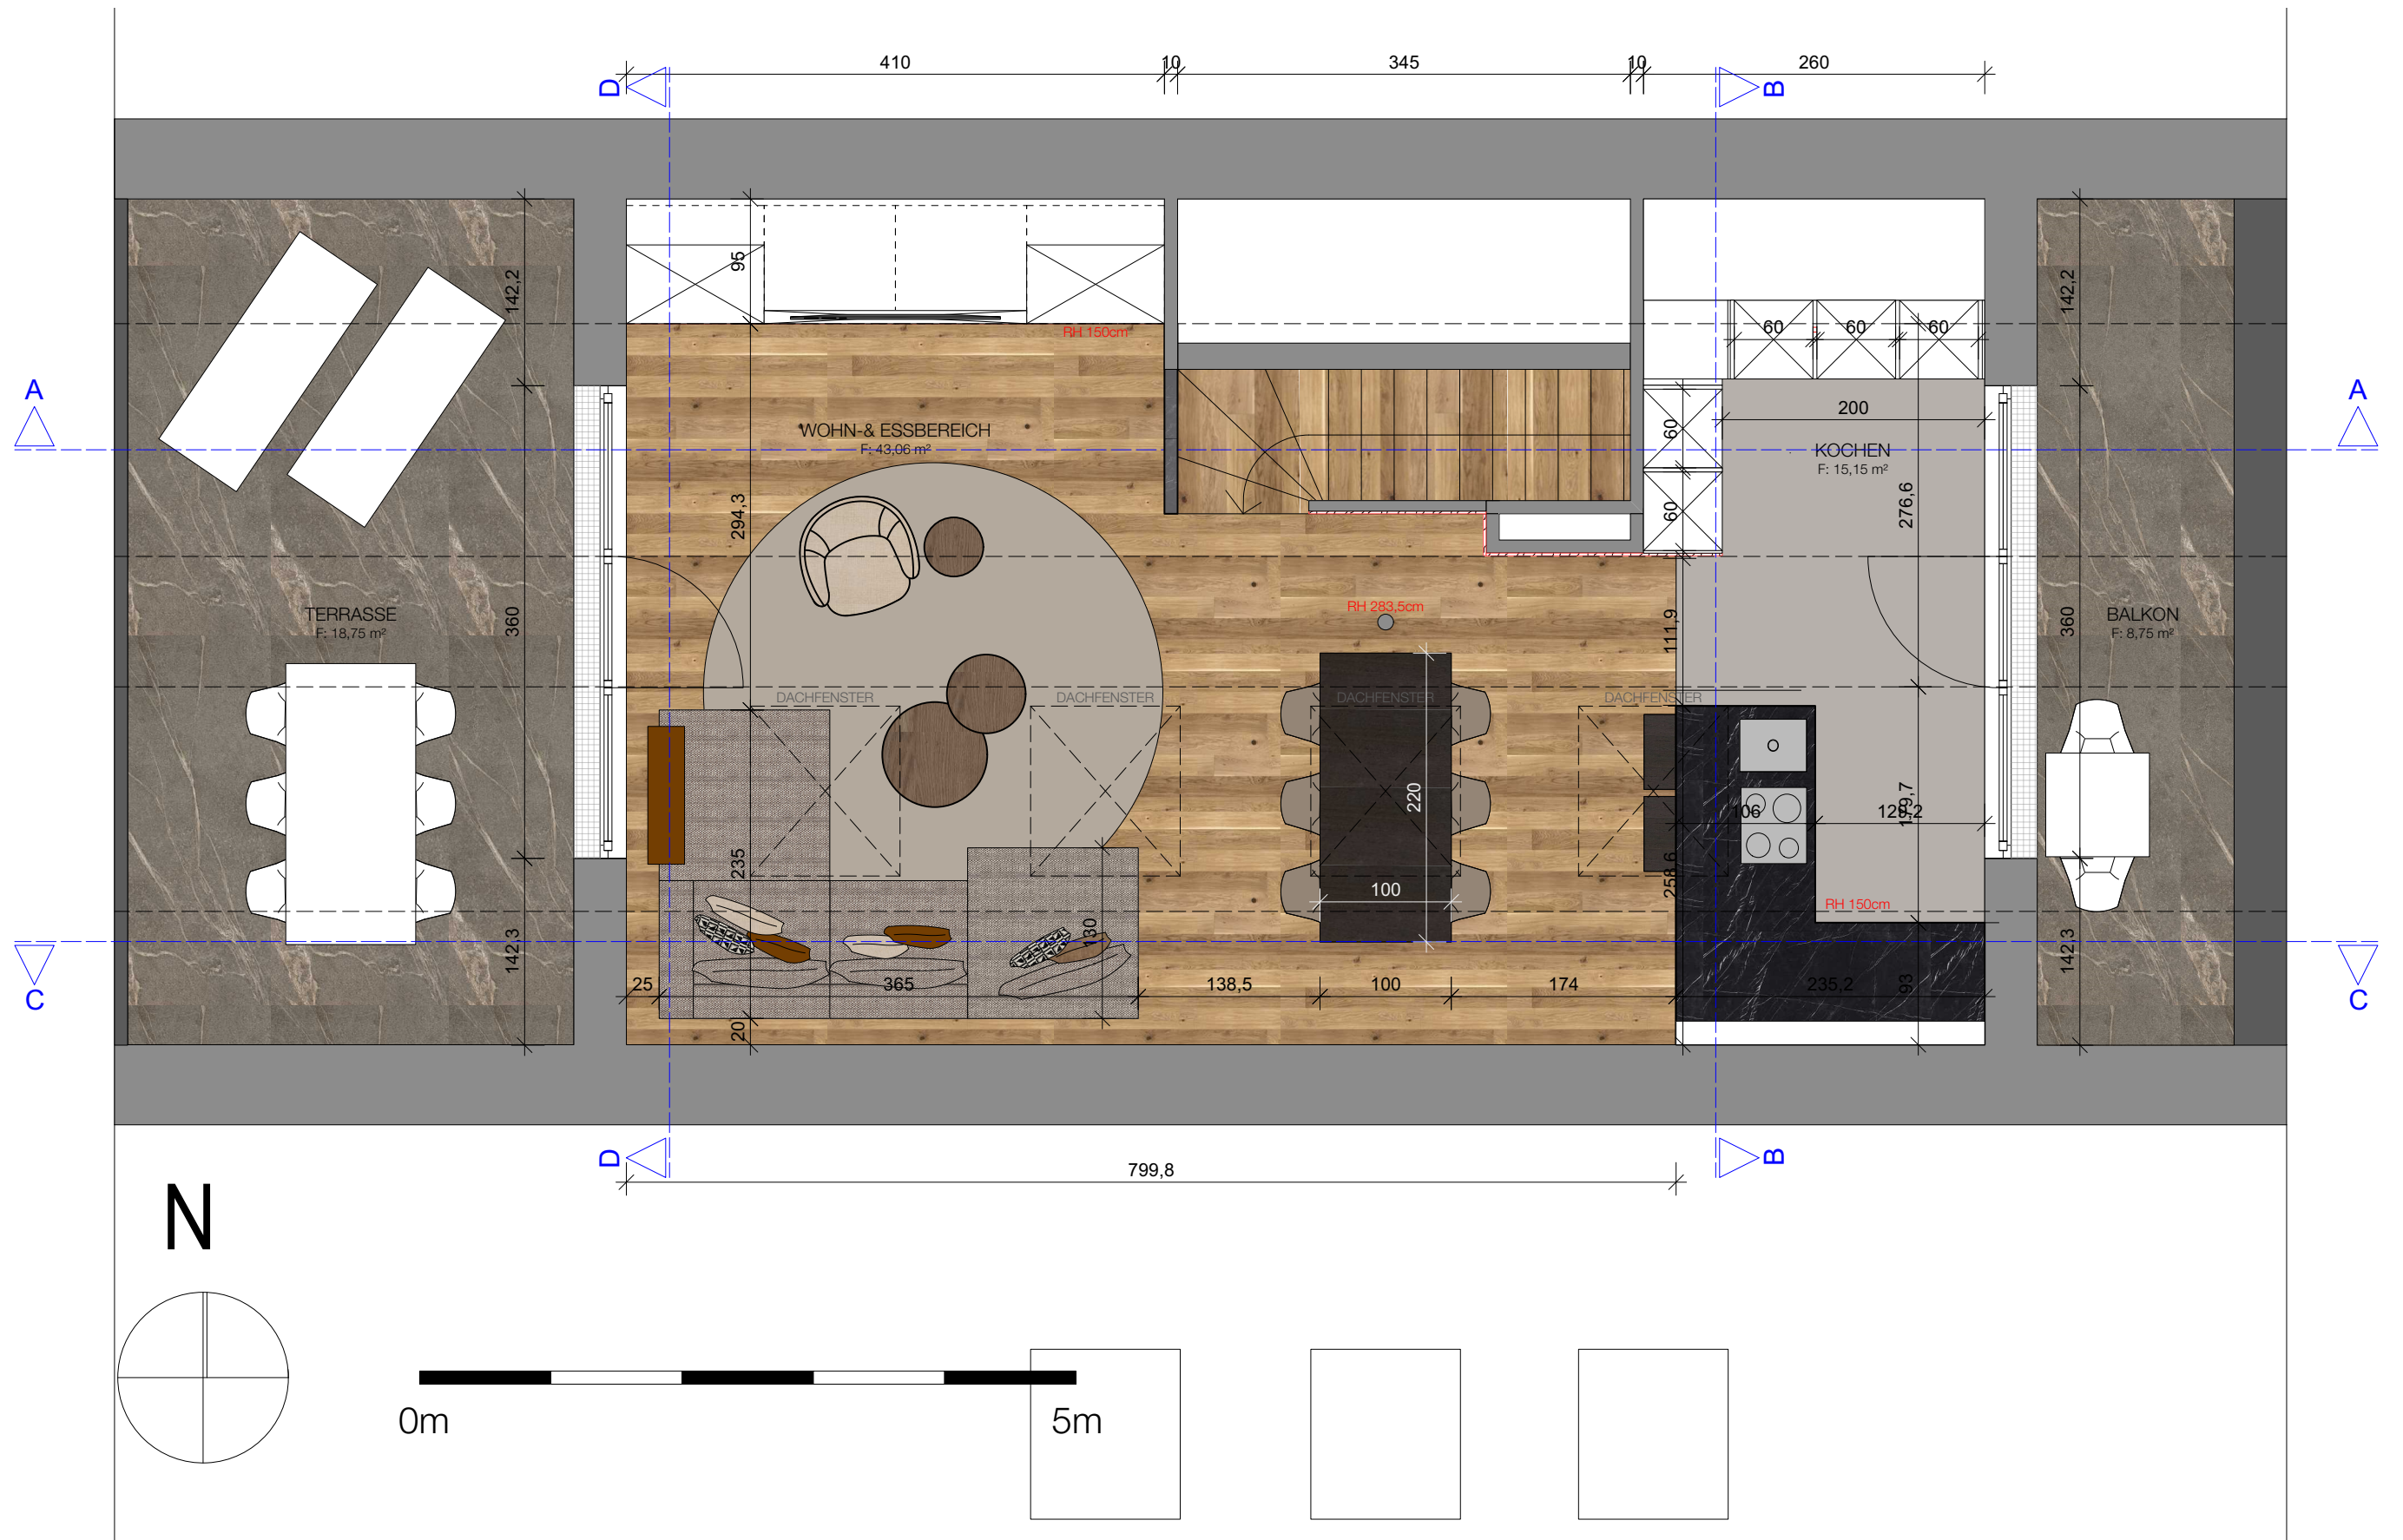 410
10
345
10
260
D
B
142,2
95
142,2
RH 150cm
60
60
60
A
A
200
60
WOHN-& ESSBEREICH
F: 43,06 m²
KOCHEN
F: 15,15 m²
294,3
60
276,6
TERRASSE
F: 18,75 m²
360
RH 283,5cm
111,9
360
BALKON
F: 8,75 m²
DACHFENSTER
DACHFENSTER
DACHFENSTER
DACHFENSTER
220
179,7
106
129,2
235
258,6
100
RH 150cm
130
142,3
142,3
25
365
138,5
100
174
235,2
93
C
C
20
D
B
799,8
N
0m
5m